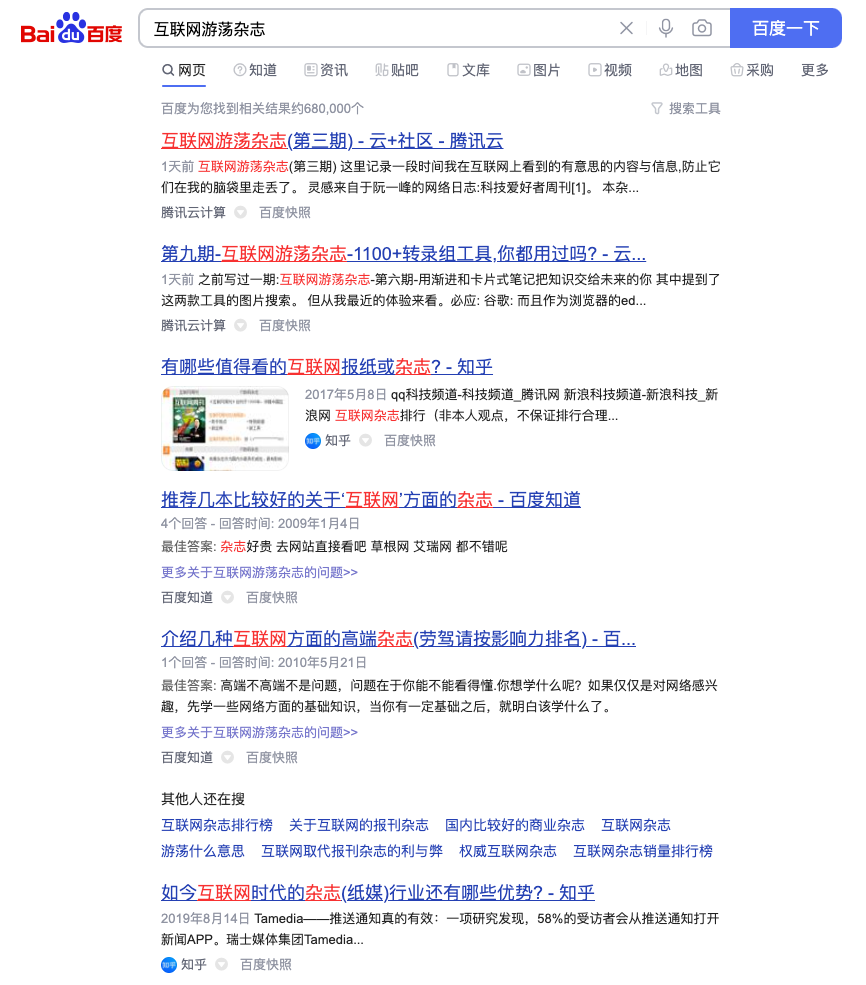 Bai du 百度
互联网游荡杂志
百度一下
网页 知道 资讯 贴吧 文库 图片 视频 地图 采购 更多
百度为您找到相关结果约680,000个
搜索工具
互联网游荡杂志(第三期) - 云+社区 - 腾讯云
1天前 互联网游荡杂志(第三期) 这里记录一段时间我在互联网上看到的有意思的内容与信息,防止它
们在我的脑袋里走丢了。 灵感来自于阮一峰的网络日志:科技爱好者周刊[1]。 本杂...
腾讯云计算 百度快照
第九期-互联网游荡杂志-1100+转录组工具,你都用过吗? - 云...
1天前 之前写过一期:互联网游荡杂志-第六期-用渐进和卡片式笔记把知识交给未来的你 其中提到了
这两款工具的图片搜索。 但从我最近的体验来看。必应: 谷歌: 而且作为浏览器的ed...
腾讯云计算 百度快照
有哪些值得看的互联网报纸或杂志? - 知乎
2017年5月8日 qq科技频道-科技频道_腾讯网 新浪科技频道-新浪科技_新
浪网 互联网杂志排行（非本人观点，不保证排行合理...
知乎 知乎 百度快照
推荐几本比较好的关于‘互联网’方面的杂志 - 百度知道
4个回答 - 回答时间: 2009年1月4日
最佳答案: 杂志好贵 去网站直接看吧 草根网 艾瑞网 都不错呢
更多关于互联网游荡杂志的问题>>
百度知道 百度快照
介绍几种互联网方面的高端杂志(劳驾请按影响力排名) - 百...
1个回答 - 回答时间: 2010年5月21日
最佳答案: 高端不高端不是问题，问题在于你能不能看得懂.你想学什么呢？如果仅仅是对网络感兴
趣，先学一些网络方面的基础知识，当你有一定基础之后，就明白该学什么了。
更多关于互联网游荡杂志的问题>>
百度知道 百度快照
其他人还在搜
互联网杂志排行榜 关于互联网的报刊杂志 国内比较好的商业杂志 互联网杂志
游荡什么意思 互联网取代报刊杂志的利与弊 权威互联网杂志 互联网杂志销量排行榜
如今互联网时代的杂志(纸媒)行业还有哪些优势? - 知乎
2019年8月14日 Tamedia——推送通知真的有效：一项研究发现，58%的受访者会从推送通知打开
新闻APP。瑞士媒体集团Tamedia...
知乎 知乎 百度快照